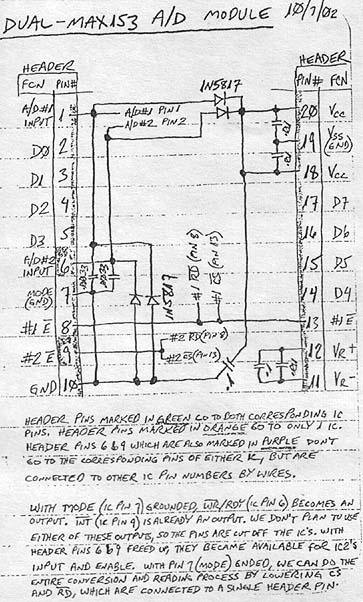 DUAL-MAX153 A/D MODULE 10/7/02
HEADER
FCN PIN#
A/D#1 INPUT 1
D0 2
D1 3
D2 4
D3 5
A/D#2 INPUT 6
MODE (GND) 7
#1 E 8
#2 E 9
GND 10
A/D#1 PIN 1
A/D#2 PIN 2
1N5817
1N5817
#1 RD (PIN 8)
#1 CS (PIN 13)
#2 RD (PIN 8)
#2 CS (PIN 13)
HEADER
PIN# FCN
20 Vcc
19 Vss (GND)
18 Vcc
17 D7
16 D6
15 D5
14 D4
13 #1 E
12 VR+
11 VR-
HEADER PINS MARKED IN GREEN GO TO BOTH CORRESPONDING IC
PINS. HEADER PINS MARKED IN ORANGE GO TO ONLY 1 IC.
HEADER PINS 6 & 9 WHICH ARE ALSO MARKED IN PURPLE DON'T
GO TO THE CORRESPONDING PINS OF EITHER IC, BUT ARE
CONNECTED TO OTHER IC PIN NUMBERS BY WIRES.
WITH MODE (IC PIN 7) GROUNDED, WR/RDY (IC PIN 6) BECOMES AN
OUTPUT. INT (IC PIN 9) IS ALREADY AN OUTPUT. WE DON'T PLAN TO USE
EITHER OF THESE OUTPUTS, SO THE PINS ARE CUT OFF THE IC'S. WITH
HEADER PINS 6 & 9 FREED UP, THEY BECAME AVAILABLE FOR IC2'S
INPUT AND ENABLE. WITH PIN 7 (MODE) GNDED, WE CAN DO THE
ENTIRE CONVERSION AND READING PROCESS BY LOWERING CS
AND RD, WHICH ARE CONNECTED TO A SINGLE HEADER PIN.